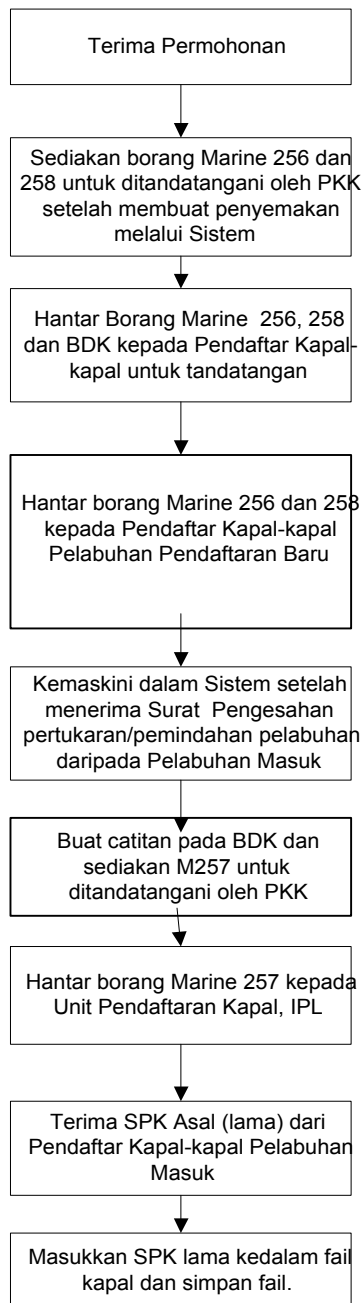 Terima Permohonan
Sediakan borang Marine 256 dan
258 untuk ditandatangani oleh PKK
setelah membuat penyemakan
melalui Sistem
Hantar Borang Marine 256, 258
dan BDK kepada Pendaftar Kapal-
kapal untuk tandatangan
Hantar borang Marine 256 dan 258
kepada Pendaftar Kapal-kapal
Pelabuhan Pendaftaran Baru
Kemaskini dalam Sistem setelah
menerima Surat Pengesahan
pertukaran/pemindahan pelabuhan
daripada Pelabuhan Masuk
Buat catitan pada BDK dan
sediakan M257 untuk
ditandatangani oleh PKK
Hantar borang Marine 257 kepada
Unit Pendaftaran Kapal, IPL
Terima SPK Asal (lama) dari
Pendaftar Kapal-kapal Pelabuhan
Masuk
Masukkan SPK lama kedalam fail
kapal dan simpan fail.